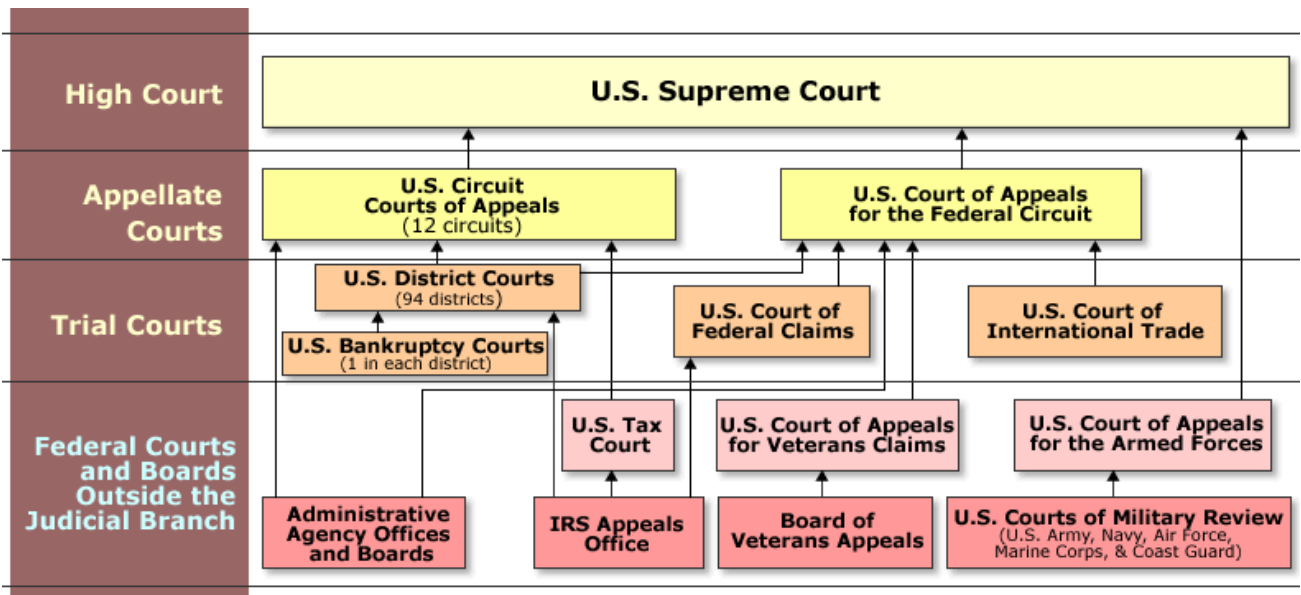 High Court
U.S. Supreme Court
Appellate
Courts
U.S. Circuit
Courts of Appeals
(12 circuits)
U.S. Court of Appeals
for the Federal Circuit
Trial Courts
U.S. District Courts
(94 districts)
U.S. Bankruptcy Courts
(1 in each district)
U.S. Court of
Federal Claims
U.S. Court of
International Trade
Federal Courts
and Boards
Outside the
Judicial Branch
U.S. Tax
Court
U.S. Court of Appeals
for Veterans Claims
U.S. Court of Appeals
for the Armed Forces
Administrative
Agency Offices
and Boards
IRS Appeals
Office
Board of
Veterans Appeals
U.S. Courts of Military Review
(U.S. Army, Navy, Air Force,
Marine Corps, & Coast Guard)